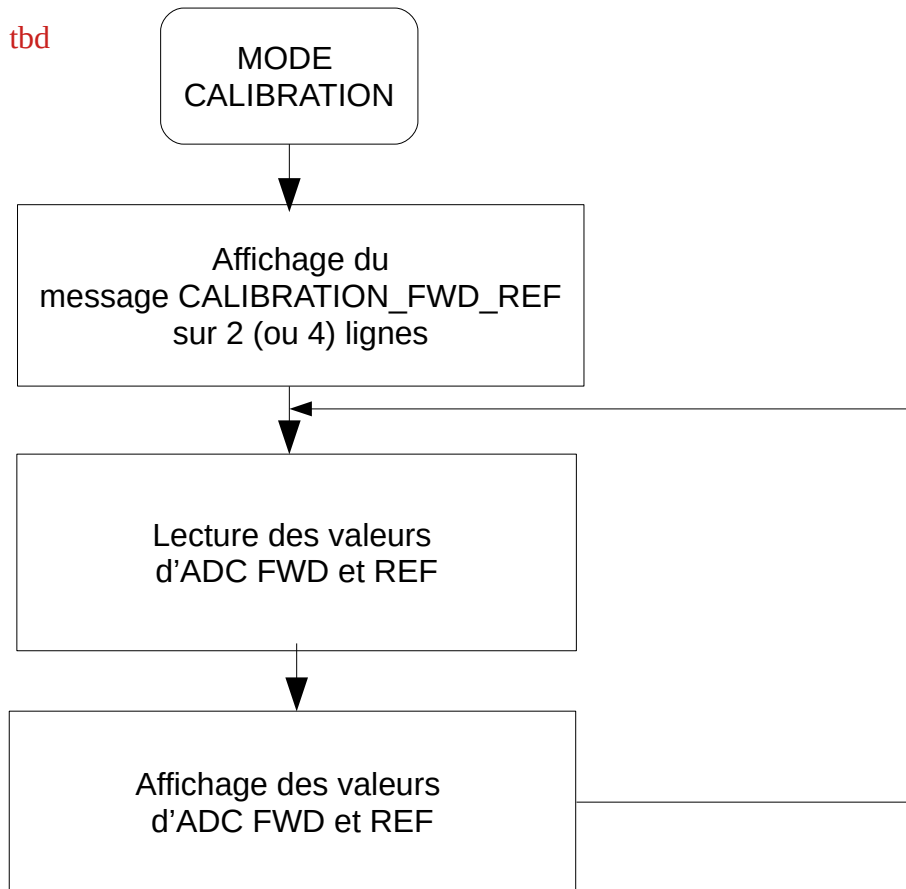 tbd
MODE
CALIBRATION
Affichage du
message CALIBRATION_FWD_REF
sur 2 (ou 4) lignes
Lecture des valeurs
d’ADC FWD et REF
Affichage des valeurs
d’ADC FWD et REF